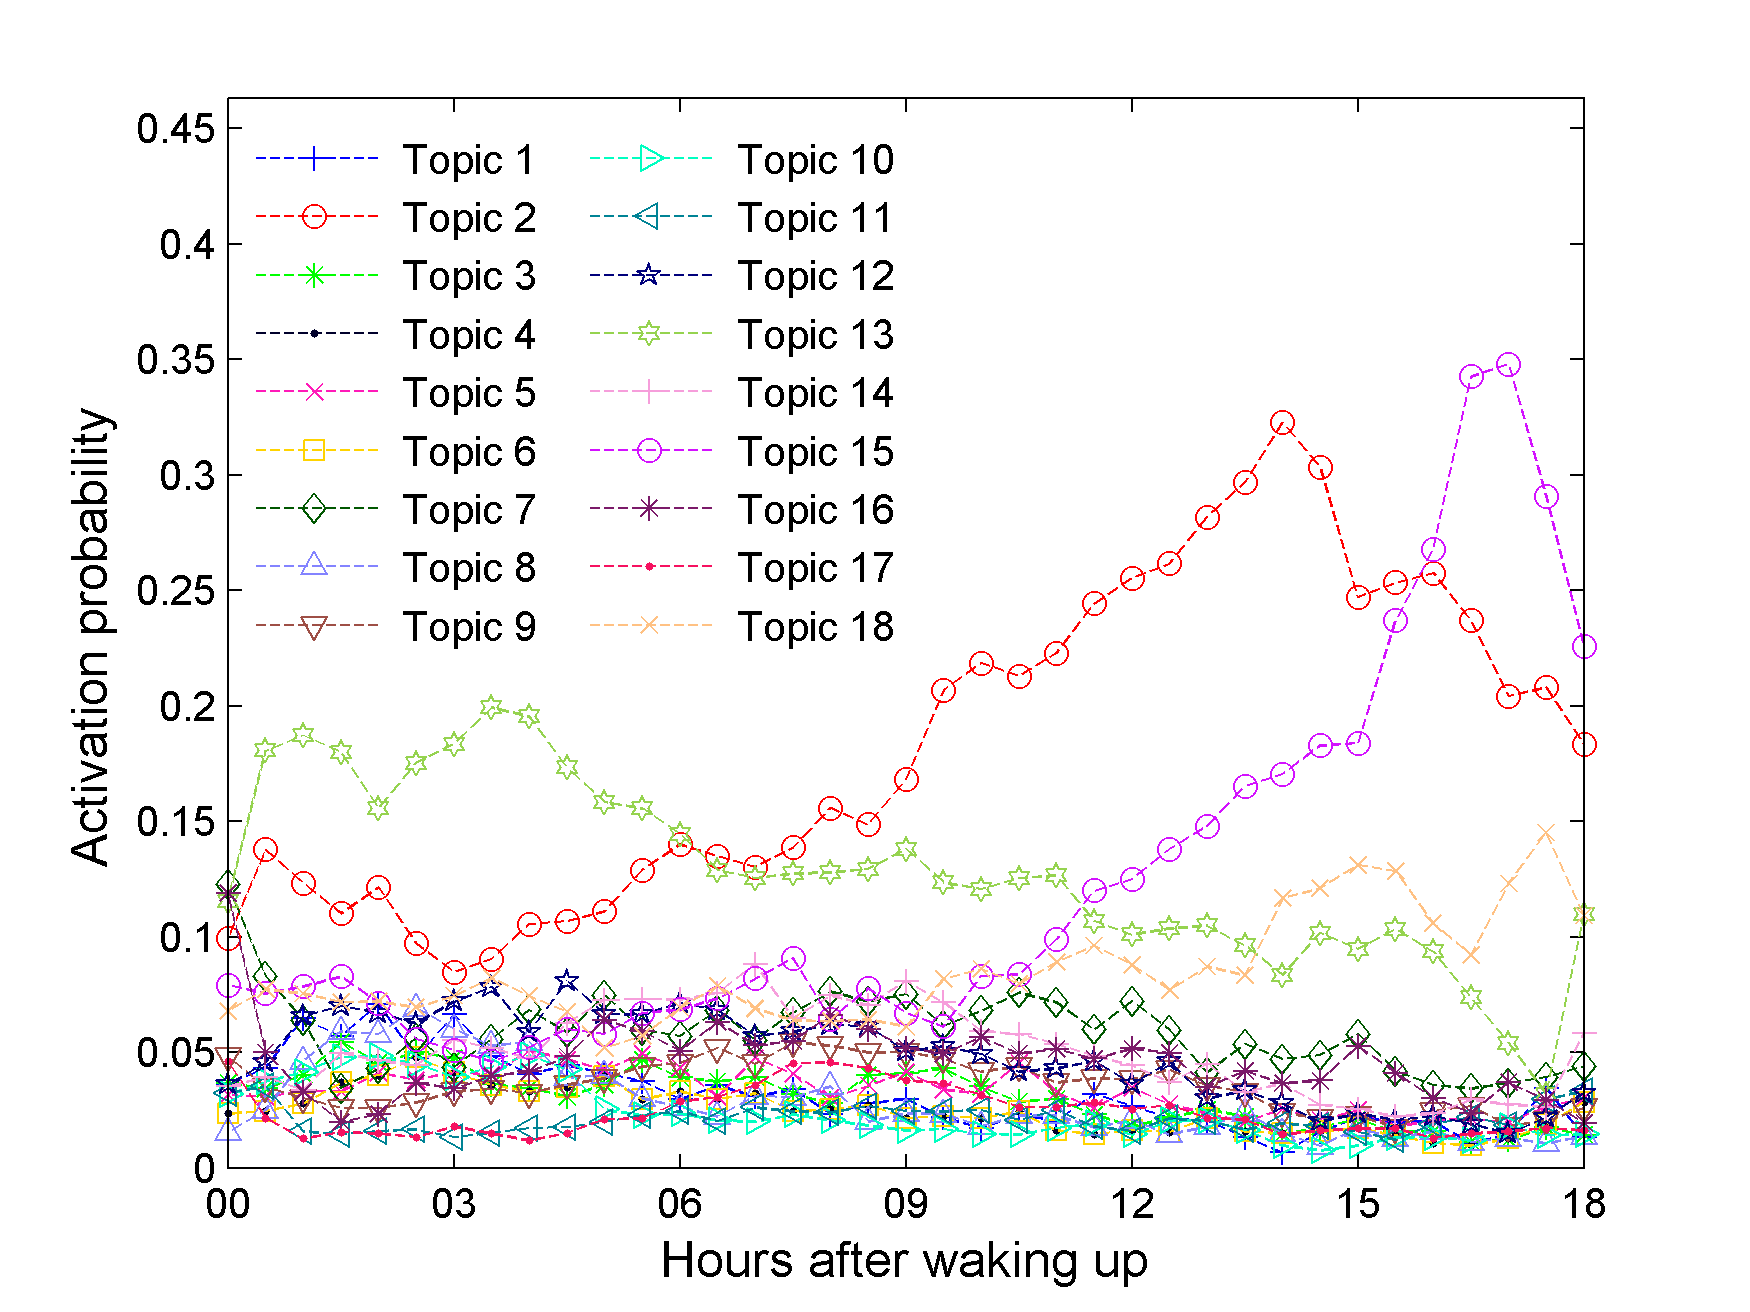 0.45
0.4
0.35
0.3
0.25
0.2
0.15
0.1
0.05
0
Activation probability
Topic 1
Topic 2
Topic 3
Topic 4
Topic 5
Topic 6
Topic 7
Topic 8
Topic 9
Topic 10
Topic 11
Topic 12
Topic 13
Topic 14
Topic 15
Topic 16
Topic 17
Topic 18
00 03 06 09 12 15 18
Hours after waking up